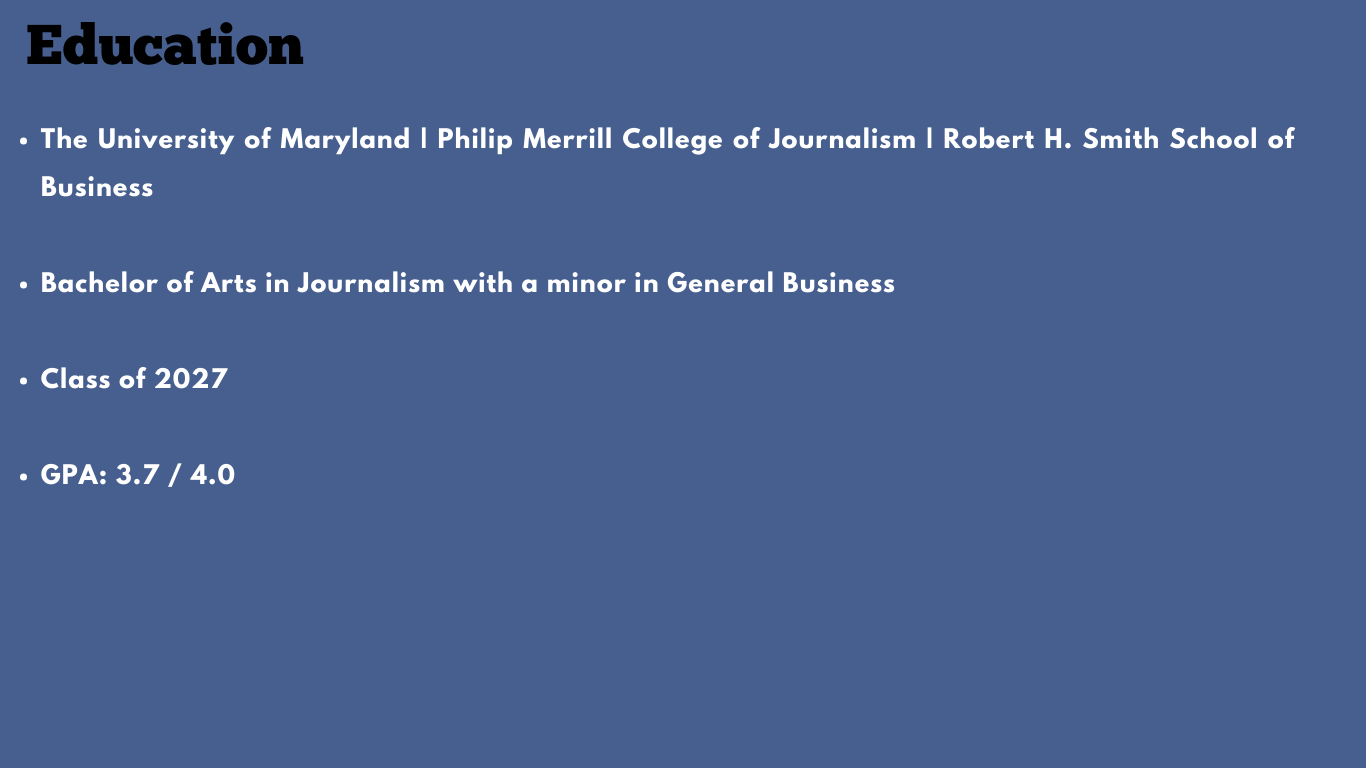 Education
• The University of Maryland | Philip Merrill College of Journalism | Robert H. Smith School of
Business
• Bachelor of Arts in Journalism with a minor in General Business
• Class of 2027
• GPA: 3.7 / 4.0